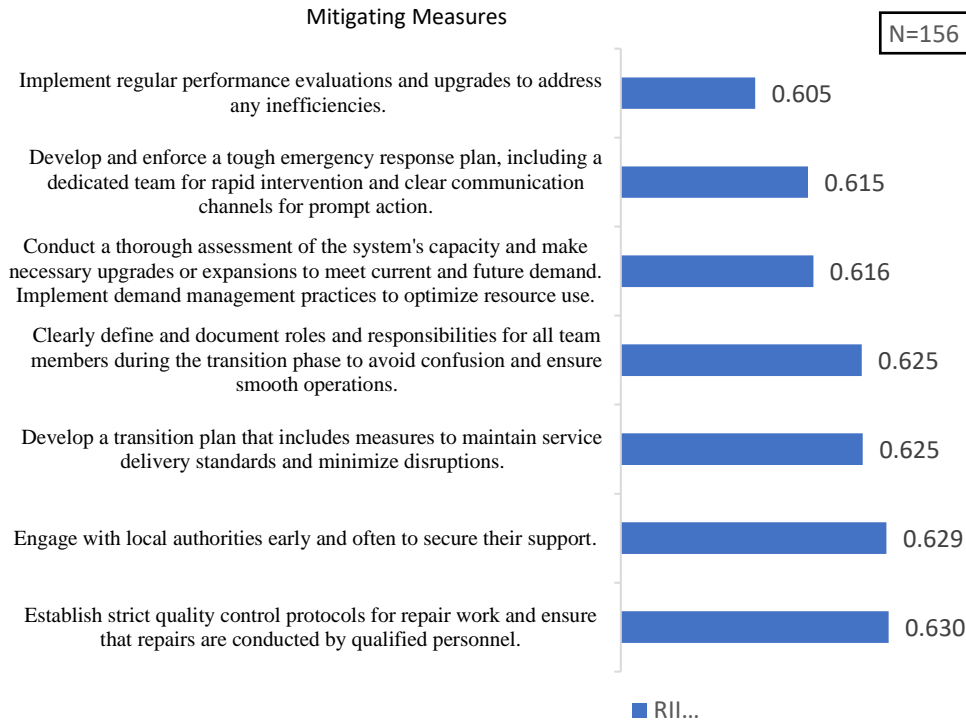 Mitigating Measures
N=156
Implement regular performance evaluations and upgrades to address
any inefficiencies.
0.605
Develop and enforce a tough emergency response plan, including a
dedicated team for rapid intervention and clear communication
channels for prompt action.
0.615
Conduct a thorough assessment of the system's capacity and make
necessary upgrades or expansions to meet current and future demand.
Implement demand management practices to optimize resource use.
0.616
Clearly define and document roles and responsibilities for all team
members during the transition phase to avoid confusion and ensure
smooth operations.
0.625
Develop a transition plan that includes measures to maintain service
delivery standards and minimize disruptions.
0.625
Engage with local authorities early and often to secure their support.
0.629
Establish strict quality control protocols for repair work and ensure
that repairs are conducted by qualified personnel.
0.630
RII...